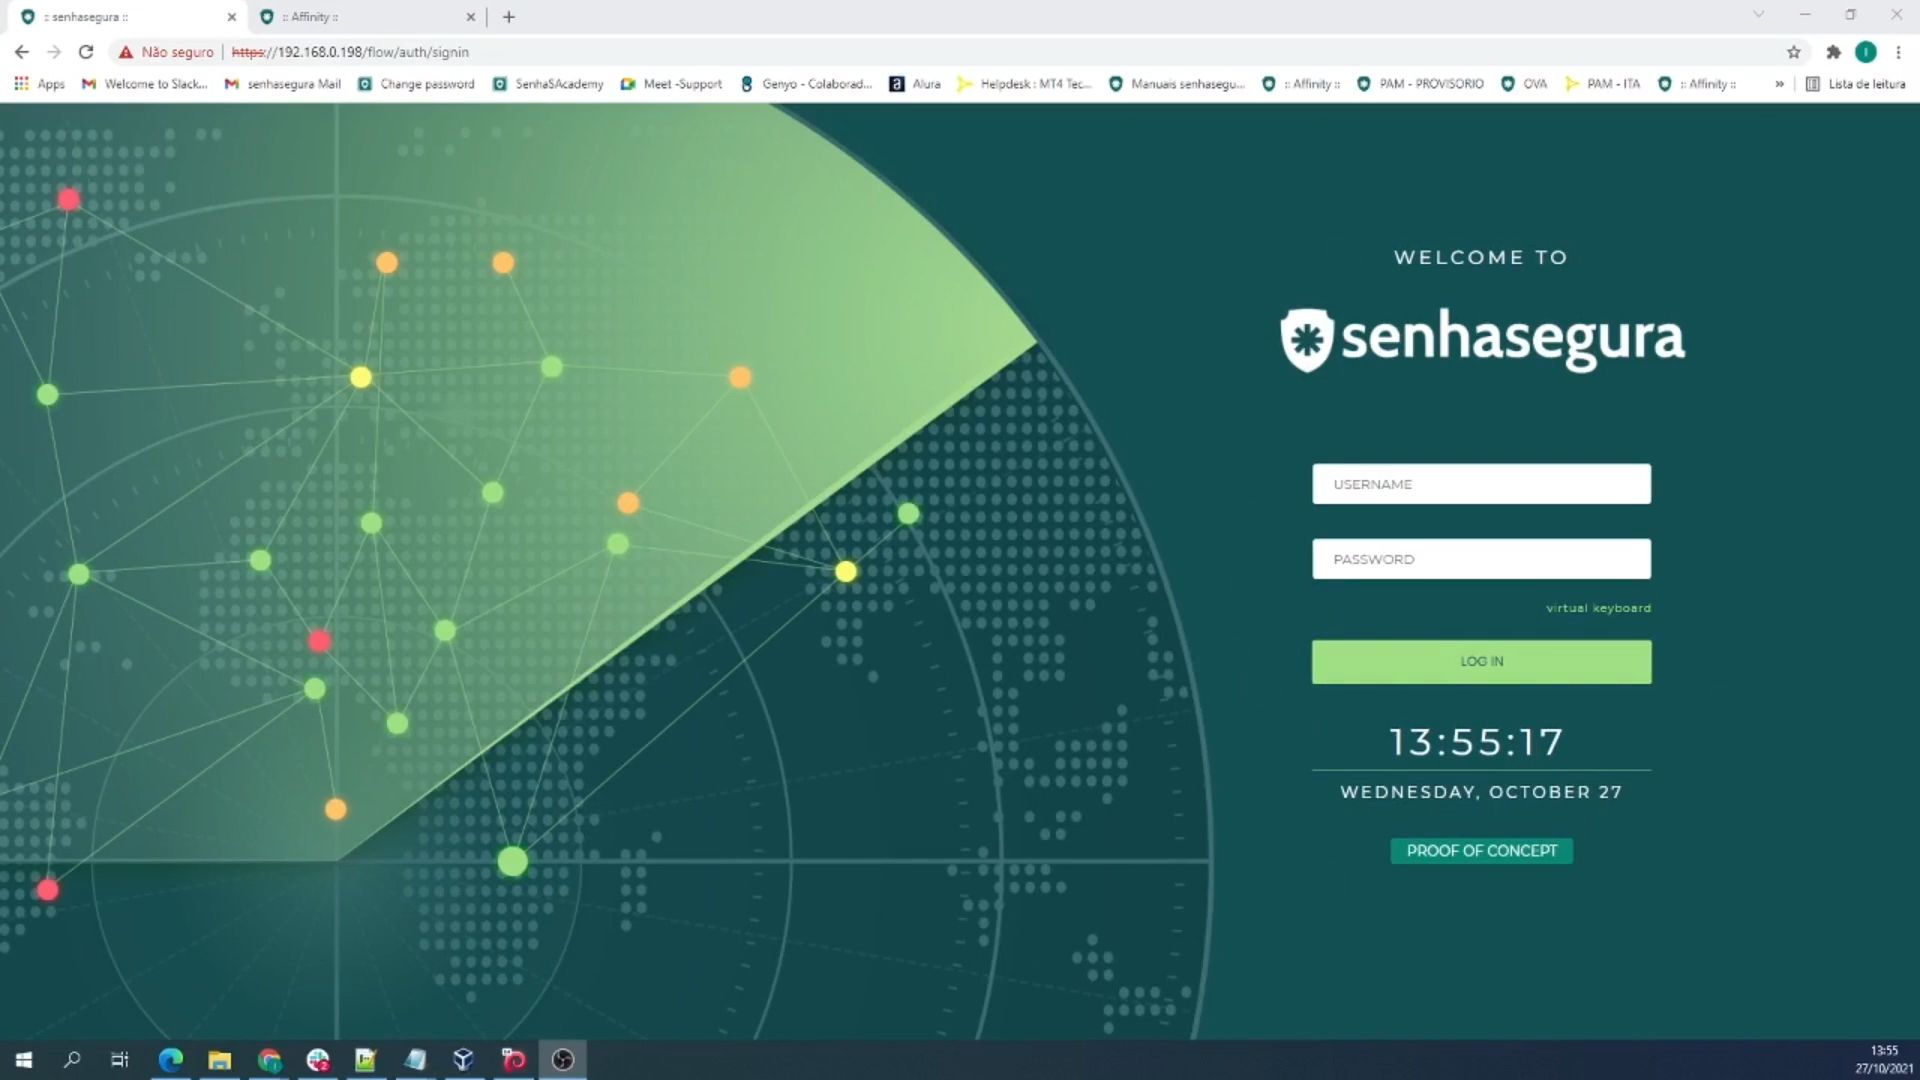 :: senhasegura ::
:: Affinity ::
Não seguro
https://192.168.0.198/flow/auth/signin
Apps
Welcome to Slack...
senhasegura Mail
Change password
SenhaSAcademy
Meet -Support
Genyo - Colaborad...
Alura
Helpdesk : MT4 Tec...
Manuais senhasegu...
:: Affinity ::
PAM - PROVISORIO
OVA
PAM - ITA
:: Affinity ::
»
Lista de leitura
WELCOME TO
senhasegura
USERNAME
PASSWORD
virtual keyboard
LOG IN
13:55:17
WEDNESDAY, OCTOBER 27
PROOF OF CONCEPT
13:55
27/10/2021